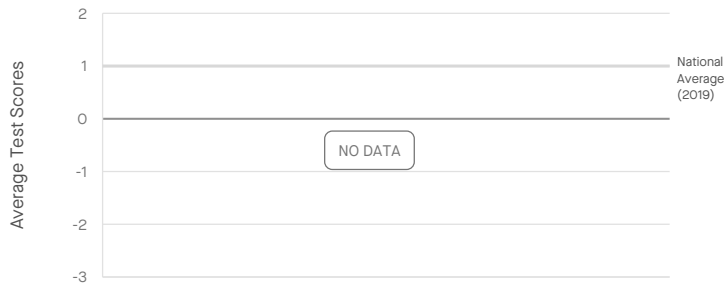 2
1
National
Average
(2019)
0
NO DATA
-1
-2
-3
Average Test Scores